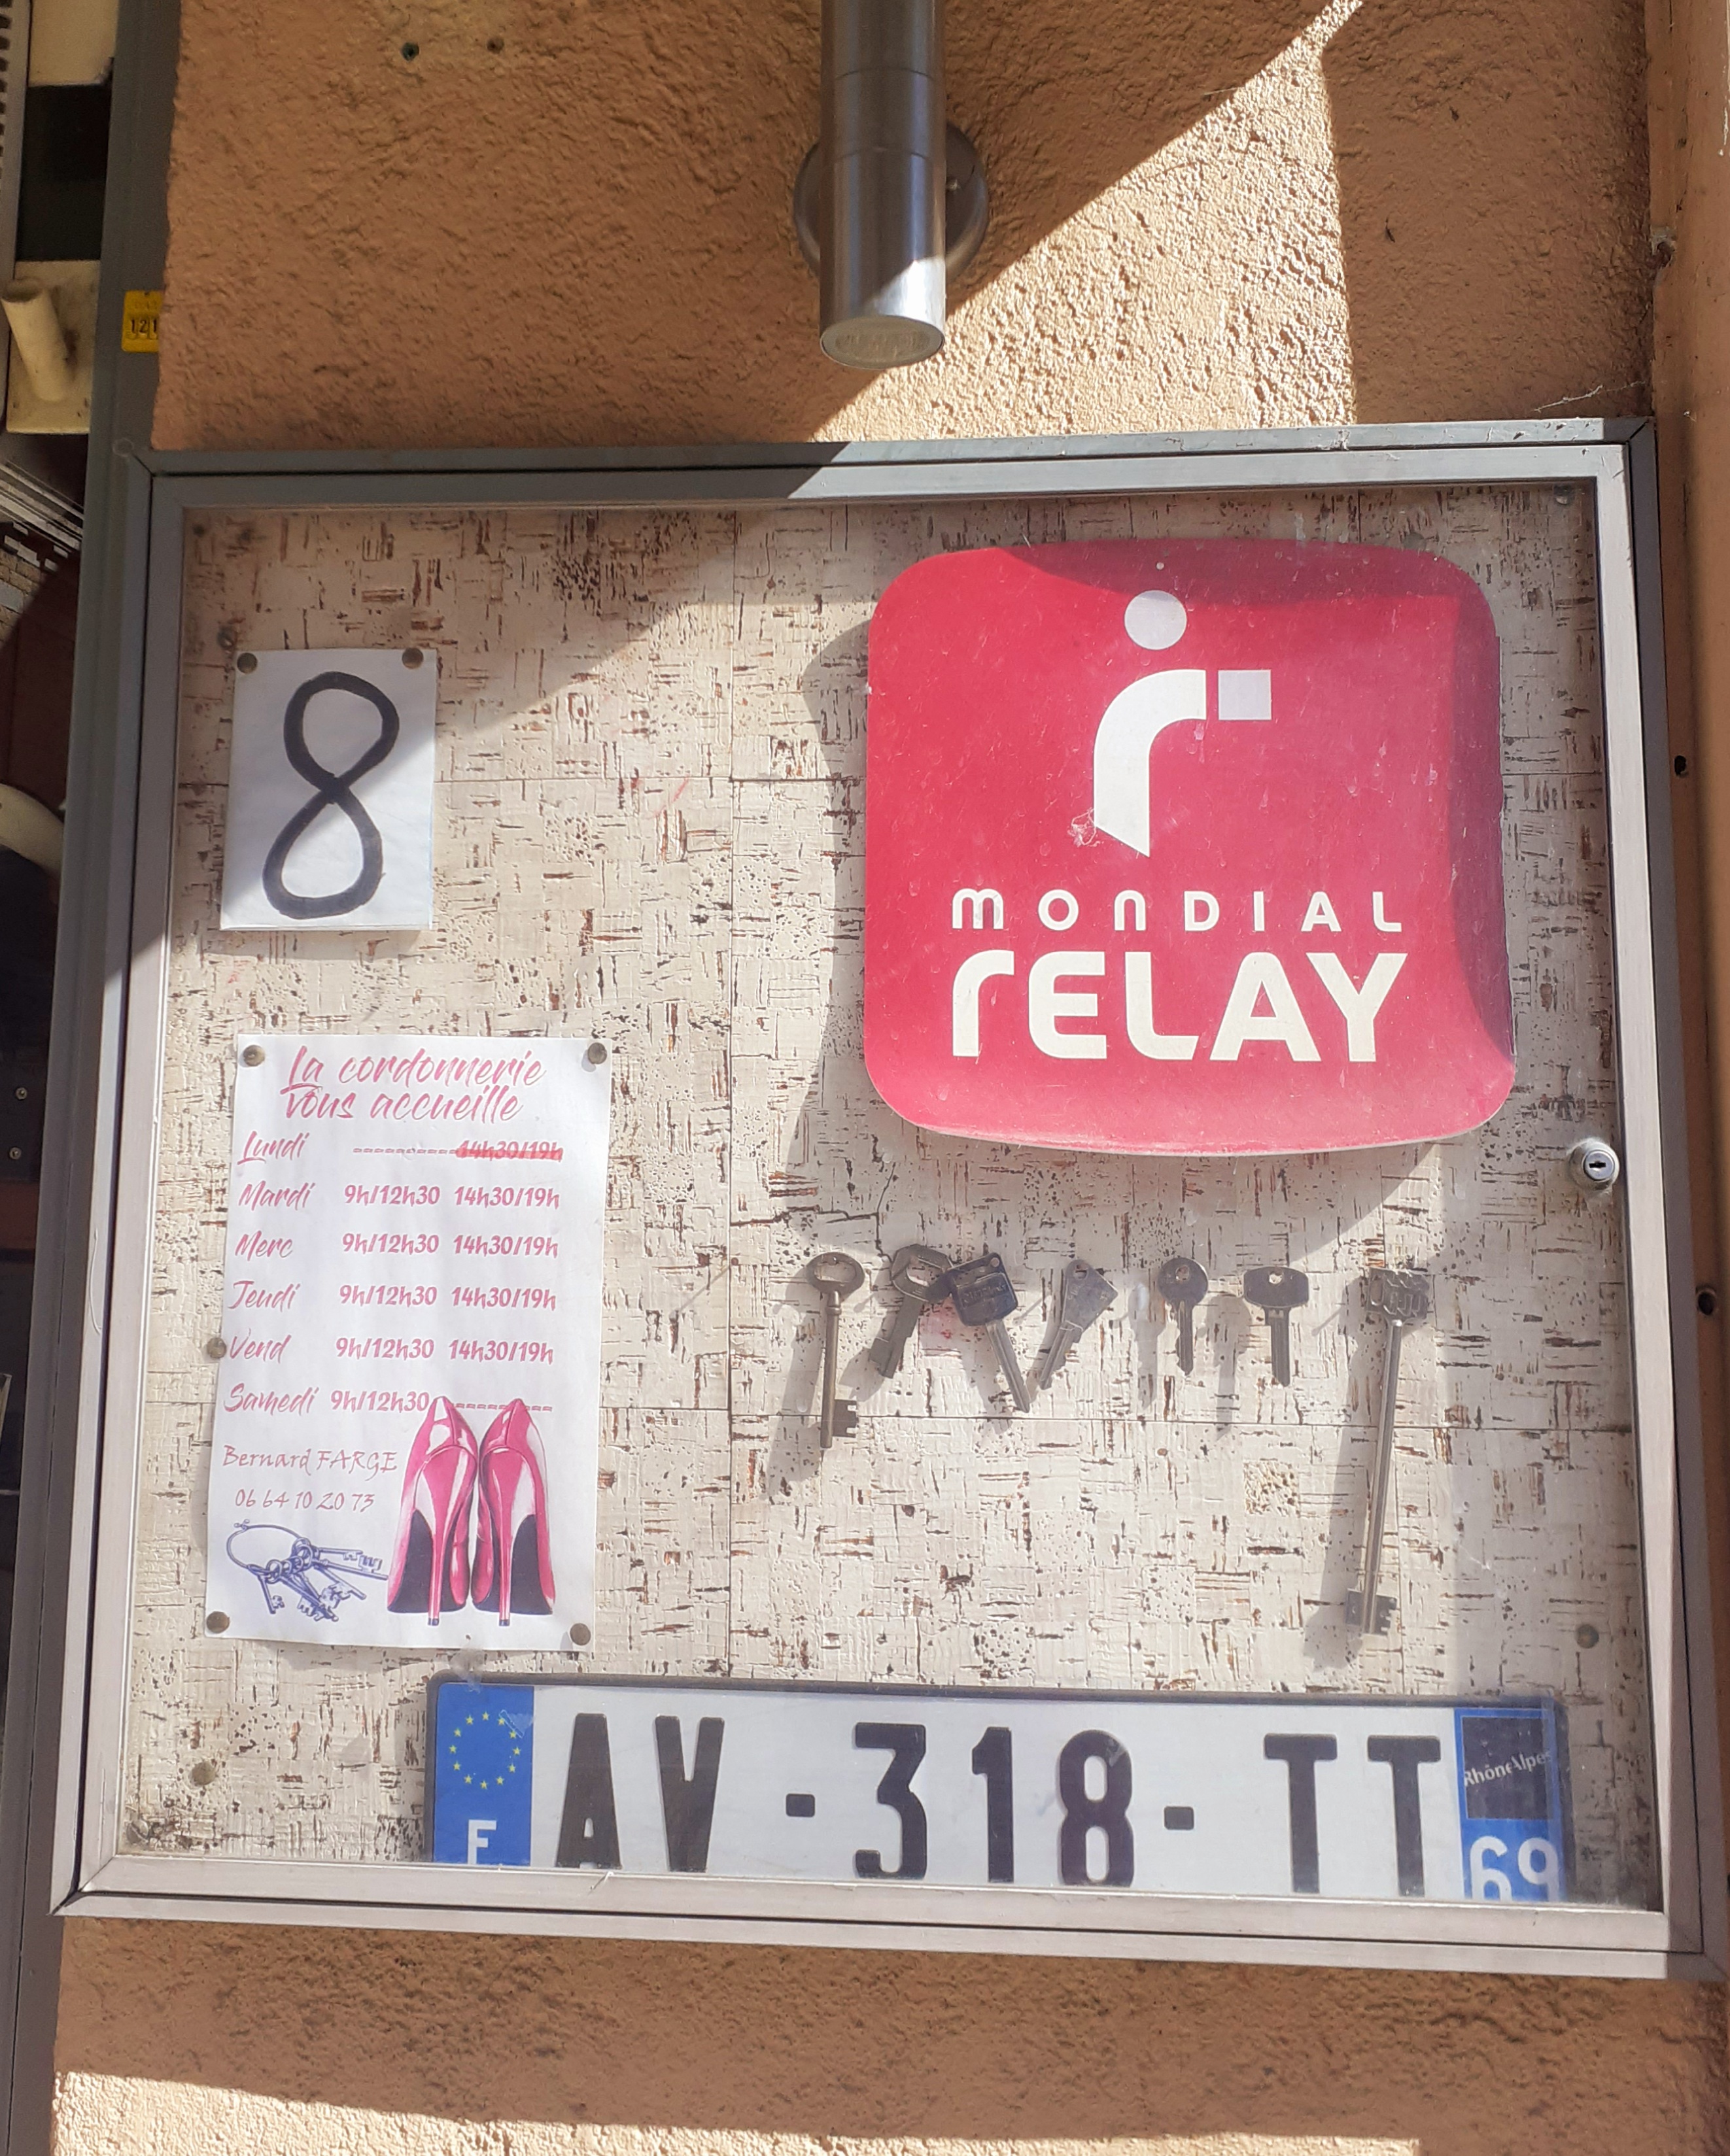 121
8
MONDIAL
RELAY
La cordonnerie
vous accueille
Lundi ------------14h30/19h
Mardi 9h/12h30 14h30/19h
Merc 9h/12h30 14h30/19h
Jeudi 9h/12h30 14h30/19h
Vend 9h/12h30 14h30/19h
Samedi 9h/12h30------------
Bernard FARGE
06 64 10 20 73
F AV-318-TT RhôneAlpes
69